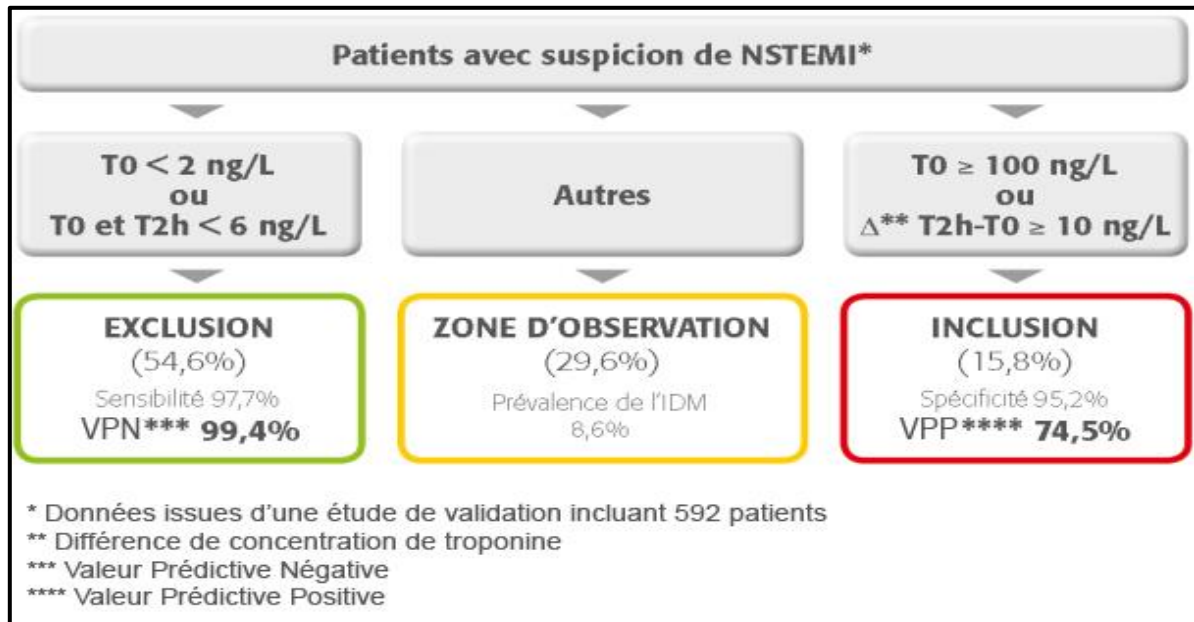 Patients avec suspicion de NSTEMI*
T0 < 2 ng/L
ou
T0 et T2h < 6 ng/L
Autres
T0 ≥ 100 ng/L
ou
Δ** T2h-T0 ≥ 10 ng/L
EXCLUSION
(54,6%)
Sensibilité 97,7%
VPN*** 99,4%
ZONE D'OBSERVATION
(29,6%)
Prévalence de l'IDM
8,6%
INCLUSION
(15,8%)
Spécificité 95,2%
VPP**** 74,5%
* Données issues d'une étude de validation incluant 592 patients
** Différence de concentration de troponine
*** Valeur Prédictive Négative
**** Valeur Prédictive Positive